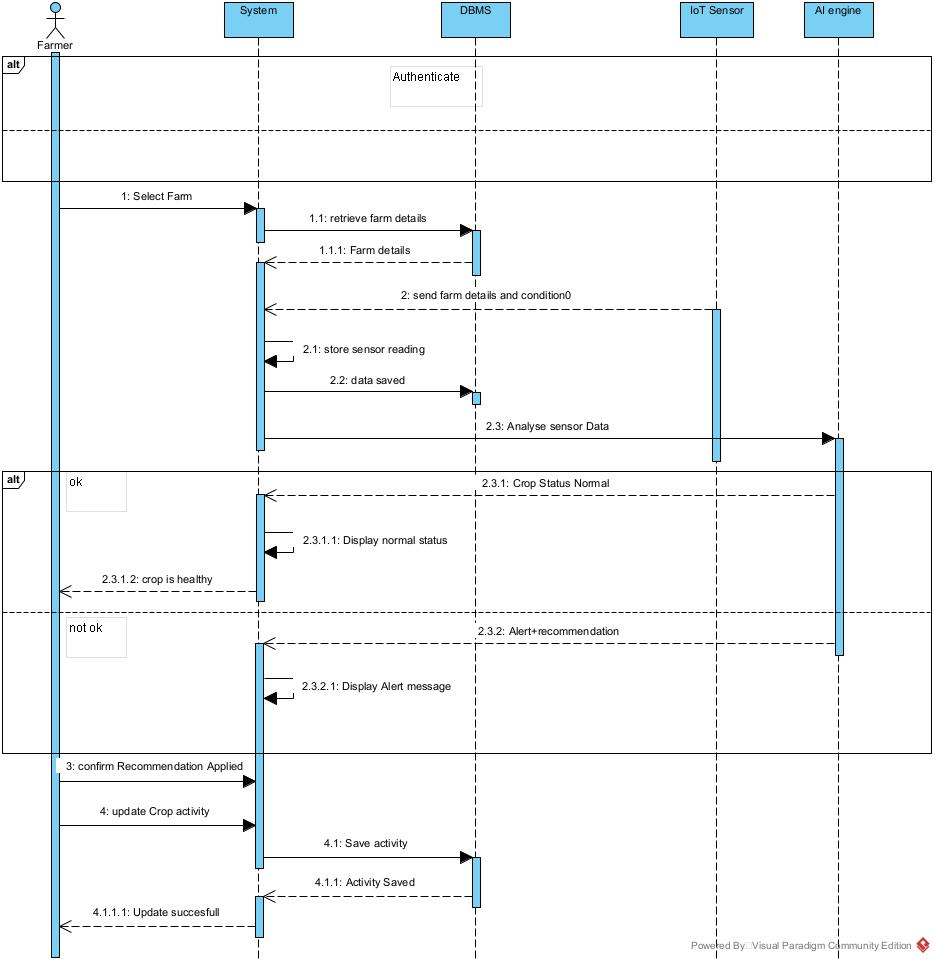 System
DBMS
IoT Sensor
AI engine
Farmer
alt
Authenticate
1: Select Farm
1.1: retrieve farm details
1.1.1: Farm details
2: send farm details and condition0
2.1: store sensor reading
2.2: data saved
2.3: Analyse sensor Data
alt
ok
2.3.1: Crop Status Normal
2.3.1.1: Display normal status
2.3.1.2: crop is healthy
not ok
2.3.2: Alert+recommendation
2.3.2.1: Display Alert message
3: confirm Recommendation Applied
4: update Crop activity
4.1: Save activity
4.1.1: Activity Saved
4.1.1.1: Update succesfull
Powered By Visual Paradigm Community Edition